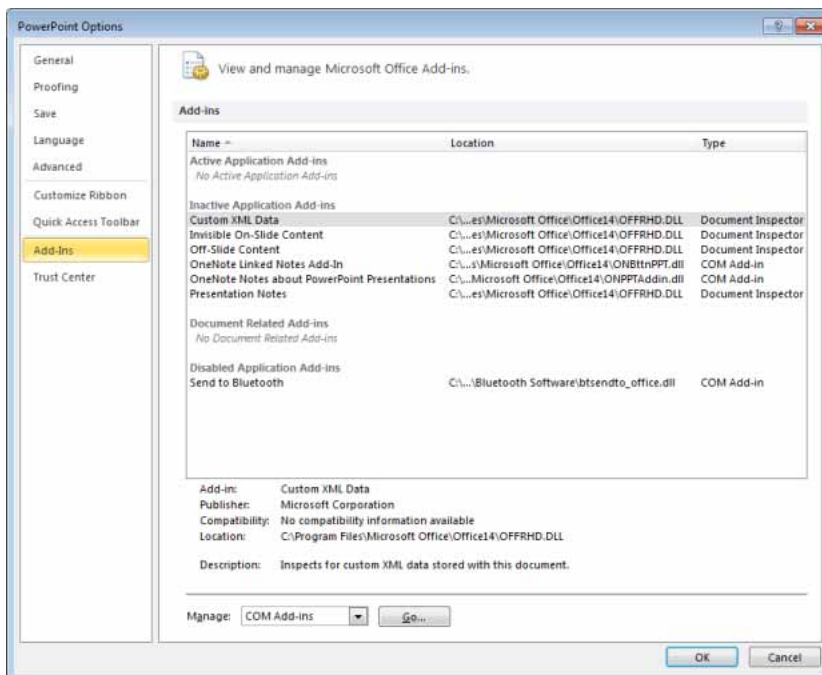 PowerPoint Options
General
Proofing
Save
Language
Advanced
Customize Ribbon
Quick Access Toolbar
Add-Ins
Trust Center
View and manage Microsoft Office Add-ins.
Add-ins
Name Location Type
Active Application Add-ins
No Active Application Add-ins
Inactive Application Add-ins
Custom XML Data C:\...es\Microsoft Office\Office14\OFFRHD.DLL Document Inspector
Invisible On-Slide Content C:\...es\Microsoft Office\Office14\OFFRHD.DLL Document Inspector
Off-Slide Content C:\...es\Microsoft Office\Office14\OFFRHD.DLL Document Inspector
OneNote Linked Notes Add-In C:\...s\Microsoft Office\Office14\ONBttnPPT.dll COM Add-in
OneNote Notes about PowerPoint Presentations C:\...Microsoft Office\Office14\ONPPTAddin.dll COM Add-in
Presentation Notes C:\...es\Microsoft Office\Office14\OFFRHD.DLL Document Inspector
Document Related Add-ins
No Document Related Add-ins
Disabled Application Add-ins
Send to Bluetooth C:\...\Bluetooth Software\btsendto_office.dll COM Add-in
Add-in: Custom XML Data
Publisher: Microsoft Corporation
Compatibility: No compatibility information available
Location: C:\Program Files\Microsoft Office\Office14\OFFRHD.DLL
Description: Inspects for custom XML data stored with this document.
Manage: COM Add-ins Go...
OK Cancel